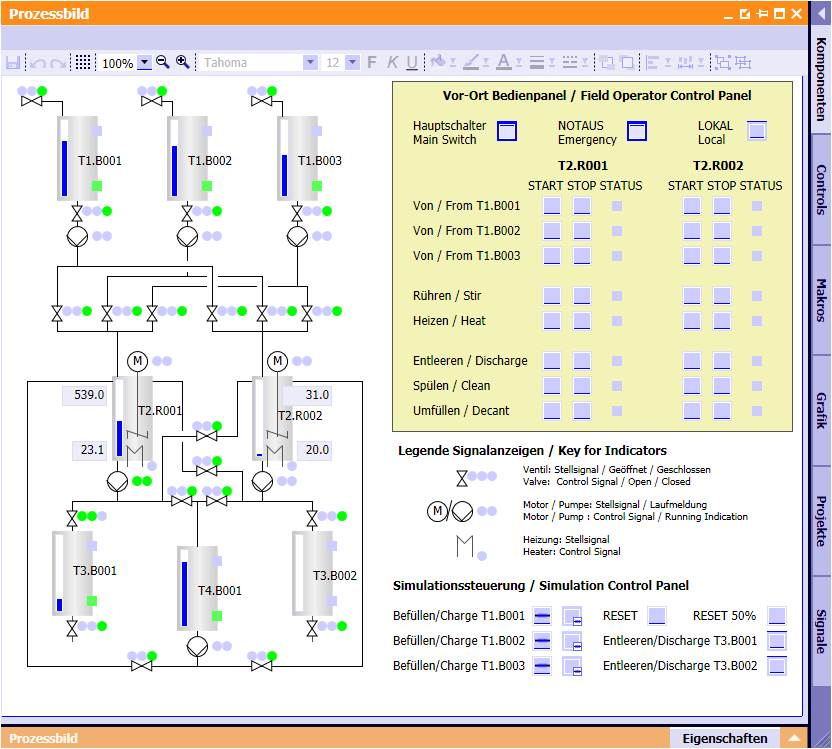 Prozessbild
100%
Tahoma
12
F K U
A
T1.B001
T1.B002
T1.B003
M
M
539.0
T2.R001
31.0
T2.R002
23.1
20.0
T3.B001
T4.B001
T3.B002
Vor-Ort Bedienpanel / Field Operator Control Panel
Hauptschalter
Main Switch
NOTAUS
Emergency
LOKAL
Local
T2.R001
T2.R002
START STOP STATUS
START STOP STATUS
Von / From T1.B001
Von / From T1.B002
Von / From T1.B003
Rühren / Stir
Heizen / Heat
Entleeren / Discharge
Spülen / Clean
Umfüllen / Decant
Legende Signalanzeigen / Key for Indicators
Ventil: Stellsignal / Geöffnet / Geschlossen
Valve: Control Signal / Open / Closed
M
Motor / Pumpe: Stellsignal / Laufmeldung
Motor / Pump : Control Signal / Running Indication
Heizung: Stellsignal
Heater: Control Signal
Simulationssteuerung / Simulation Control Panel
Befüllen/Charge T1.B001
RESET
RESET 50%
Befüllen/Charge T1.B002
Entleeren/Discharge T3.B001
Befüllen/Charge T1.B003
Entleeren/Discharge T3.B002
Komponenten
Controls
Makros
Grafik
Projekte
Signale
Prozessbild
Eigenschaften